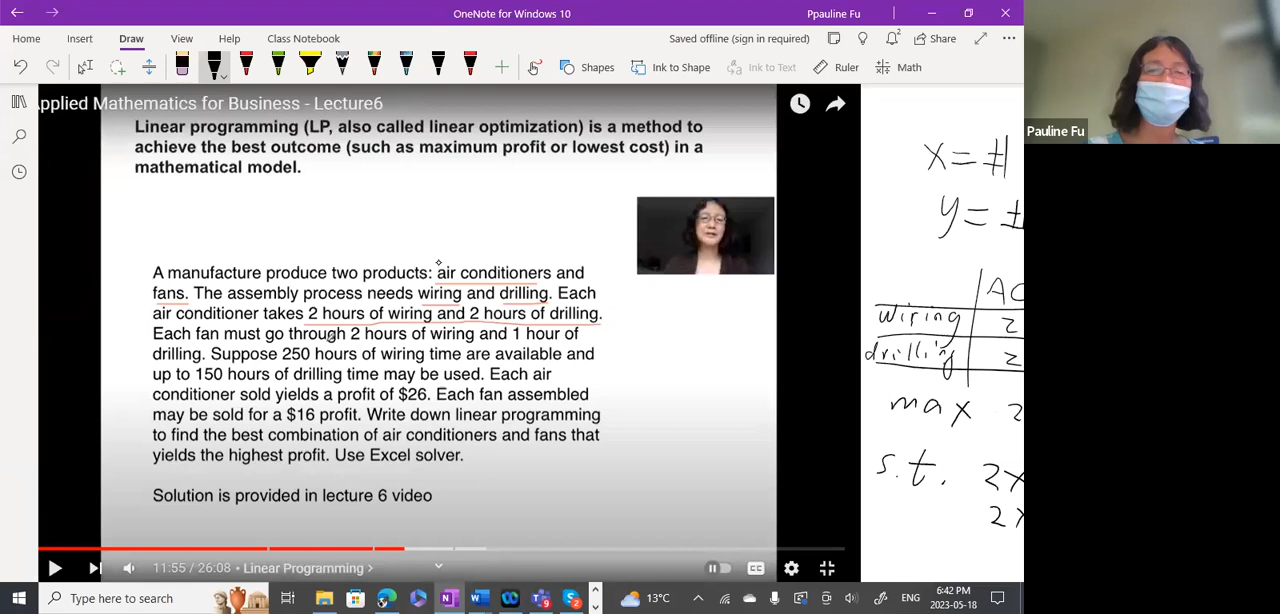 OneNote for Windows 10
Ppauline Fu
Home Insert Draw View Help Class Notebook
Saved offline (sign in required)
Share
Shapes
Ink to Shape
Ink to Text
Ruler
Math
Applied Mathematics for Business - Lecture6
Linear programming (LP, also called linear optimization) is a method to
achieve the best outcome (such as maximum profit or lowest cost) in a
mathematical model.
A manufacture produce two products: air conditioners and
fans. The assembly process needs wiring and drilling. Each
air conditioner takes 2 hours of wiring and 2 hours of drilling.
Each fan must go through 2 hours of wiring and 1 hour of
drilling. Suppose 250 hours of wiring time are available and
up to 150 hours of drilling time may be used. Each air
conditioner sold yields a profit of $26. Each fan assembled
may be sold for a $16 profit. Write down linear programming
to find the best combination of air conditioners and fans that
yields the highest profit. Use Excel solver.
Solution is provided in lecture 6 video
11:55 / 26:08 • Linear Programming >
x = #
y = #
AC
wiring 2
drilling 2
max 2
s.t. 2x
2x
Pauline Fu
Type here to search
13°C
ENG
6:42 PM
2023-05-18